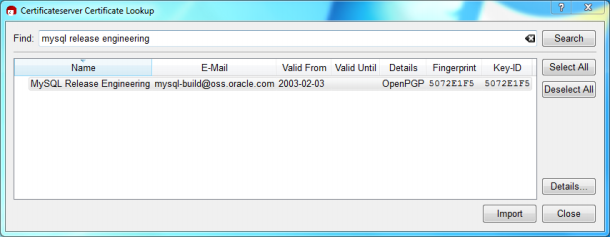 Certificateserver Certificate Lookup
Find: mysql release engineering Search
Name E-Mail Valid From Valid Until Details Fingerprint Key-ID Select All
MySQL Release Engineering mysql-build@oss.oracle.com 2003-02-03 OpenPGP 5072E1F5 5072E1F5 Deselect All
Details...
Import Close